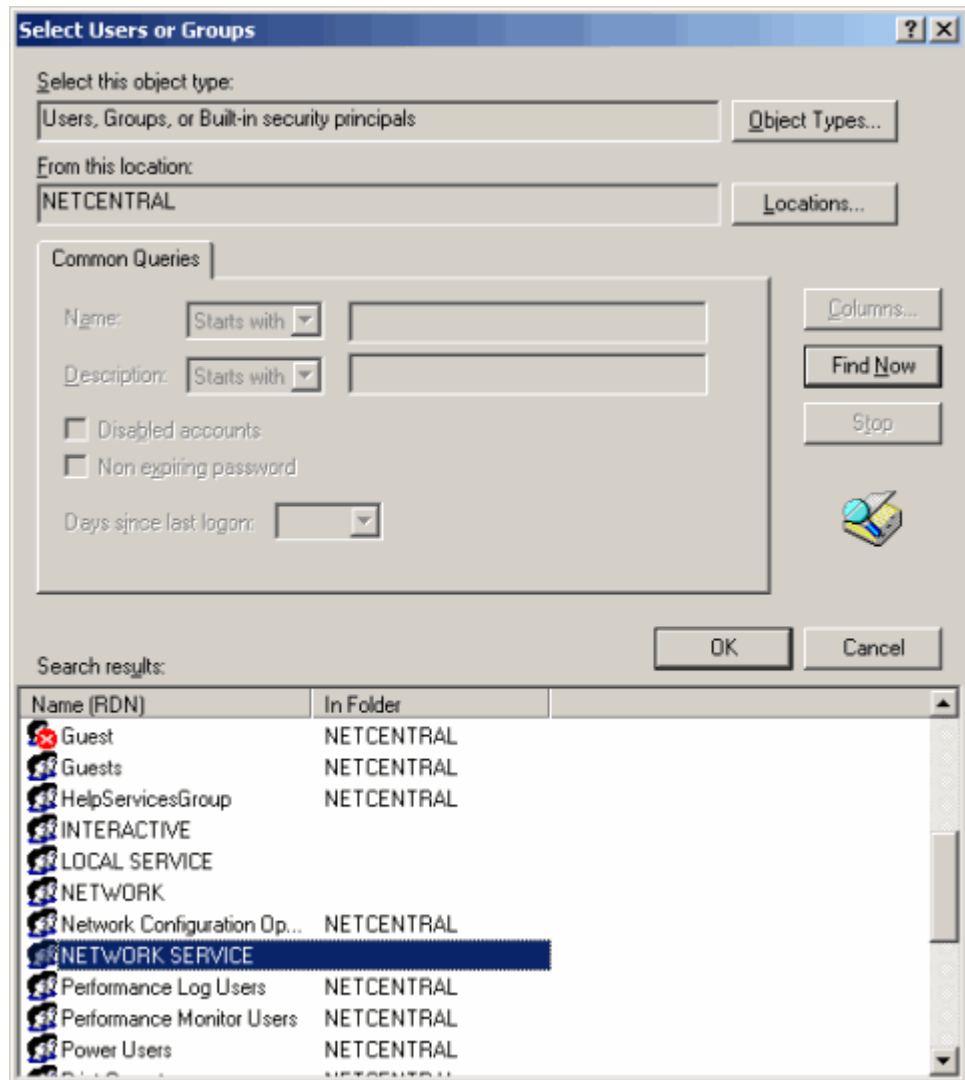 Select Users or Groups
Select this object type:
Users, Groups, or Built-in security principals
Object Types...
From this location:
NETCENTRAL
Locations...
Common Queries
Name:
Starts with
Columns...
Description:
Starts with
Find Now
Disabled accounts
Stop
Non expiring password
Days since last logon:
OK
Cancel
Search results:
Name (RDN) In Folder
Guest NETCENTRAL
Guests NETCENTRAL
HelpServicesGroup NETCENTRAL
INTERACTIVE
LOCAL SERVICE
NETWORK
Network Configuration Op... NETCENTRAL
NETWORK SERVICE
Performance Log Users NETCENTRAL
Performance Monitor Users NETCENTRAL
Power Users NETCENTRAL